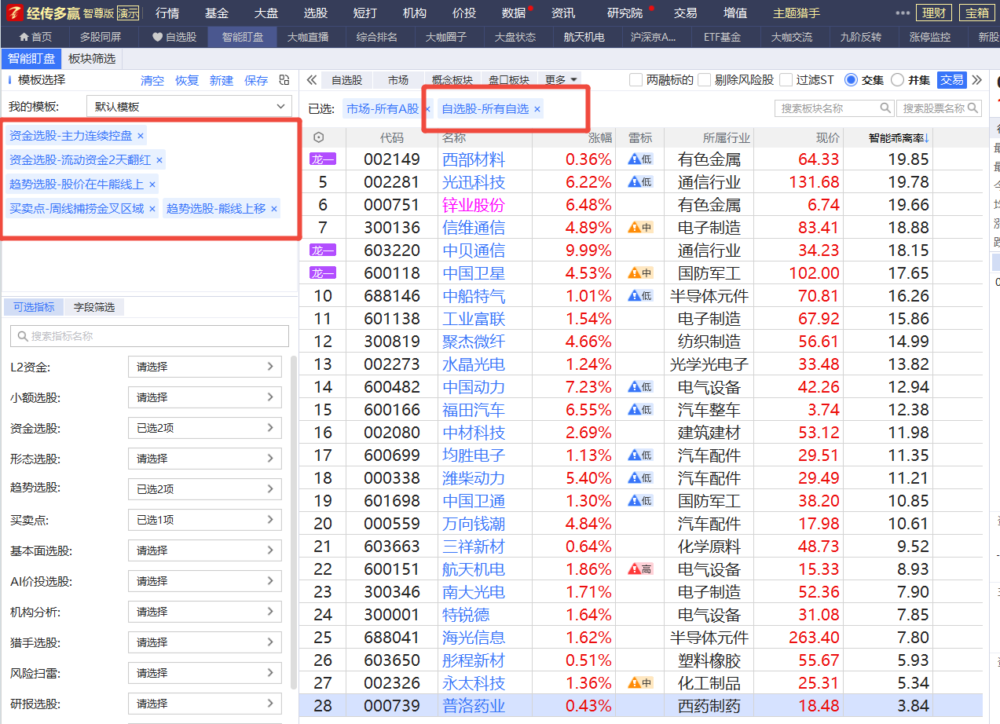 经传多赢 智尊版 演示 行情 基金 大盘 选股 短打 机构 价投 数据 资讯 研究院 交易 增值 主题猎手 理财 宝箱
首页 多股同屏 自选股 智能盯盘 大咖直播 综合排名 大咖圈子 大盘状态 航天机电 沪深京A... ETF基金 大咖交流 九阶反转 涨停监控 新股
智能盯盘 板块筛选
模板选择 清空 恢复 新建 保存
我的模板: 默认模板
资金选股-主力连续控盘 ×
资金选股-流动资金2天翻红 ×
趋势选股-股价在牛熊线上 ×
买卖点-周线捕捞金叉区域 × 趋势选股-熊线上移 ×
可选指标 字段筛选
搜索指标名称
L2资金: 请选择
小额选股: 请选择
资金选股: 已选2项
形态选股: 请选择
趋势选股: 已选2项
买卖点: 已选1项
基本面选股: 请选择
AI价投选股: 请选择
机构分析: 请选择
猎手选股: 请选择
风险扫雷: 请选择
研报选股: 请选择
自选股 市场 概念板块 盘口板块 更多 两融标的 剔除风险股 过滤ST 交集 并集 交易
已选: 市场-所有A股 × 自选股-所有自选 × 搜索板块名称 搜索股票名称
代码 名称 涨幅 雷标 所属行业 现价 智能乖离率↓
龙一 002149 西部材料 0.36% 低 有色金属 64.33 19.85
5 002281 光迅科技 6.22% 低 通信行业 131.68 19.78
6 000751 锌业股份 6.48% 有色金属 6.74 19.66
7 300136 信维通信 4.89% 中 电子制造 83.41 18.88
龙一 603220 中贝通信 9.99% 通信行业 34.23 18.15
龙一 600118 中国卫星 4.53% 中 国防军工 102.00 17.65
10 688146 中船特气 1.01% 低 半导体元件 70.81 16.26
11 601138 工业富联 1.54% 电子制造 67.92 15.86
12 300819 聚杰微纤 4.66% 纺织制造 56.61 14.99
13 002273 水晶光电 1.24% 光学光电子 33.48 13.82
14 600482 中国动力 7.23% 低 电气设备 42.26 12.94
15 600166 福田汽车 6.55% 低 汽车整车 3.74 12.38
16 002080 中材科技 2.69% 建筑建材 53.12 11.98
17 600699 均胜电子 1.13% 低 汽车配件 29.51 11.35
18 000338 潍柴动力 5.40% 低 汽车配件 29.49 11.21
19 601698 中国卫通 1.30% 低 国防军工 38.20 10.85
20 000559 万向钱潮 4.84% 汽车配件 17.98 10.61
21 603663 三祥新材 0.64% 化学原料 48.73 9.52
22 600151 航天机电 1.86% 高 电气设备 15.33 8.93
23 300346 南大光电 1.71% 电子制造 52.36 7.90
24 300001 特锐德 1.64% 电气设备 31.08 7.85
25 688041 海光信息 1.62% 半导体元件 263.40 7.80
26 603650 彤程新材 0.51% 塑料橡胶 55.67 5.93
27 002326 永太科技 1.36% 中 化工制品 25.31 5.34
28 000739 普洛药业 0.43% 西药制药 18.48 3.84